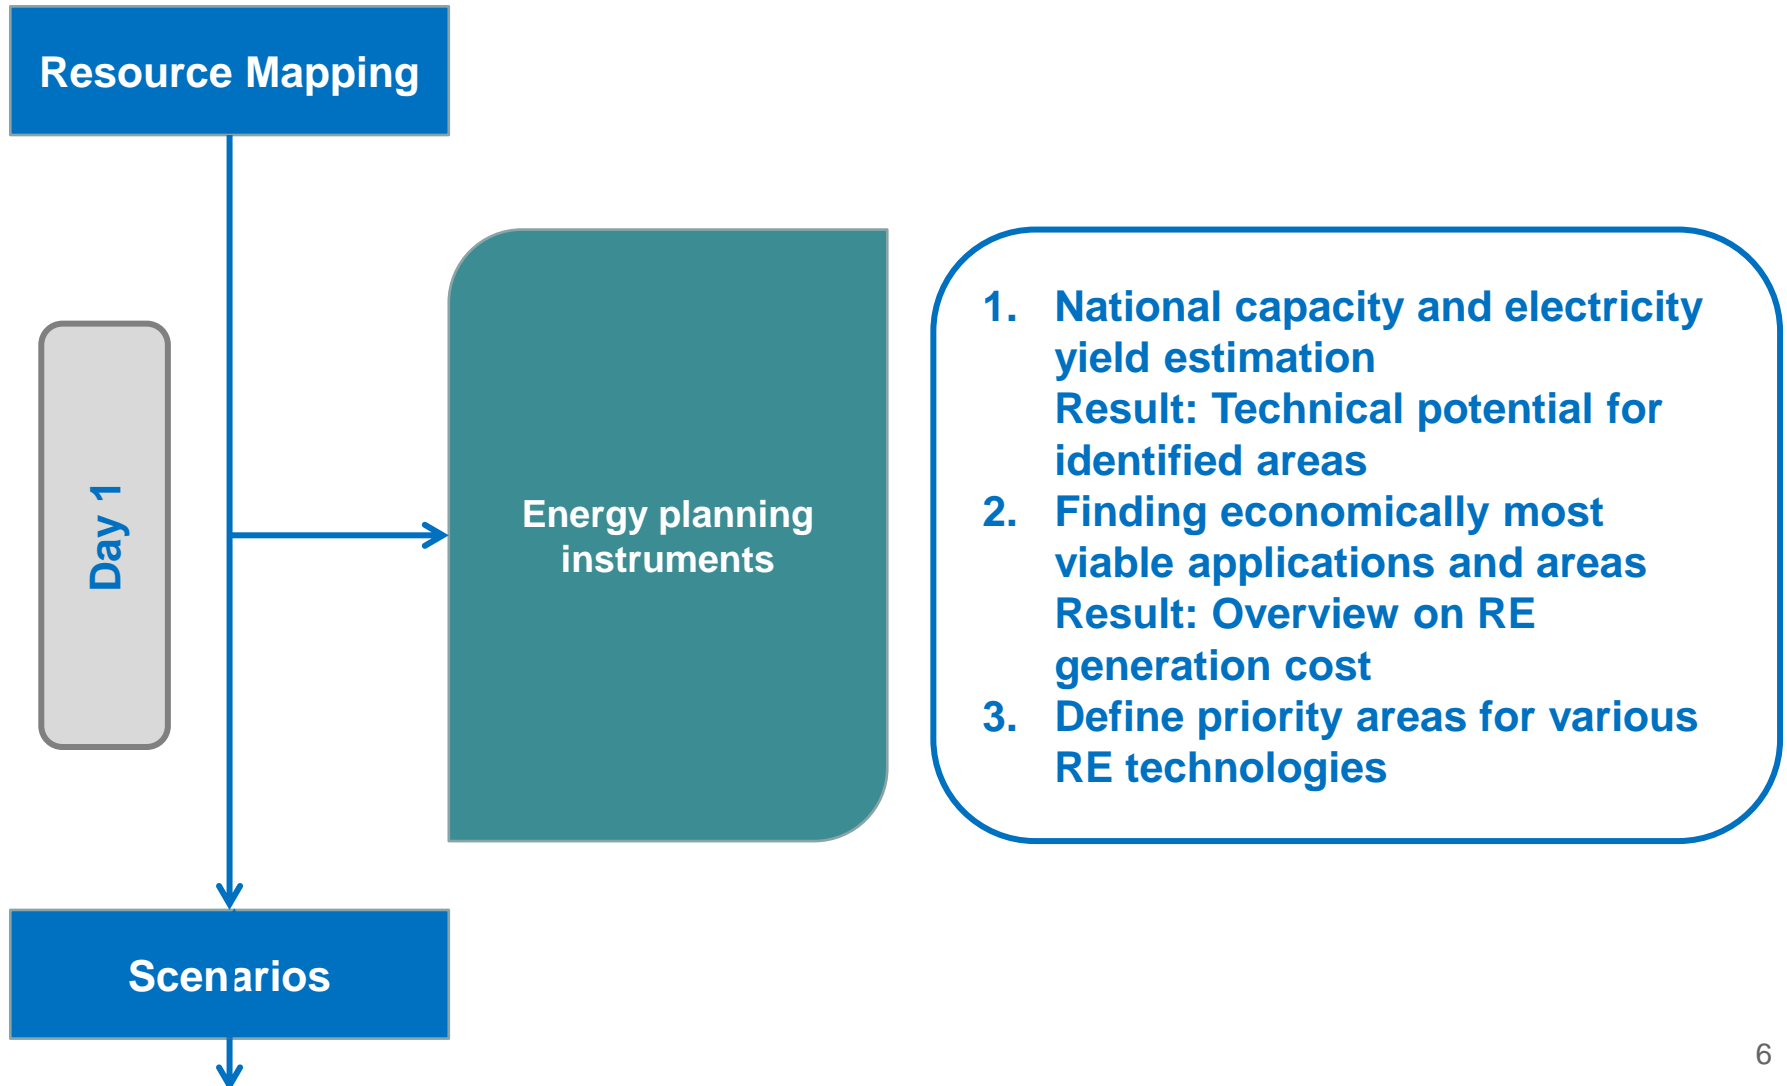 Resource Mapping
Day 1
Energy planning
instruments
1. National capacity and electricity
yield estimation
Result: Technical potential for
identified areas
2. Finding economically most
viable applications and areas
Result: Overview on RE
generation cost
3. Define priority areas for various
RE technologies
Scenarios
6